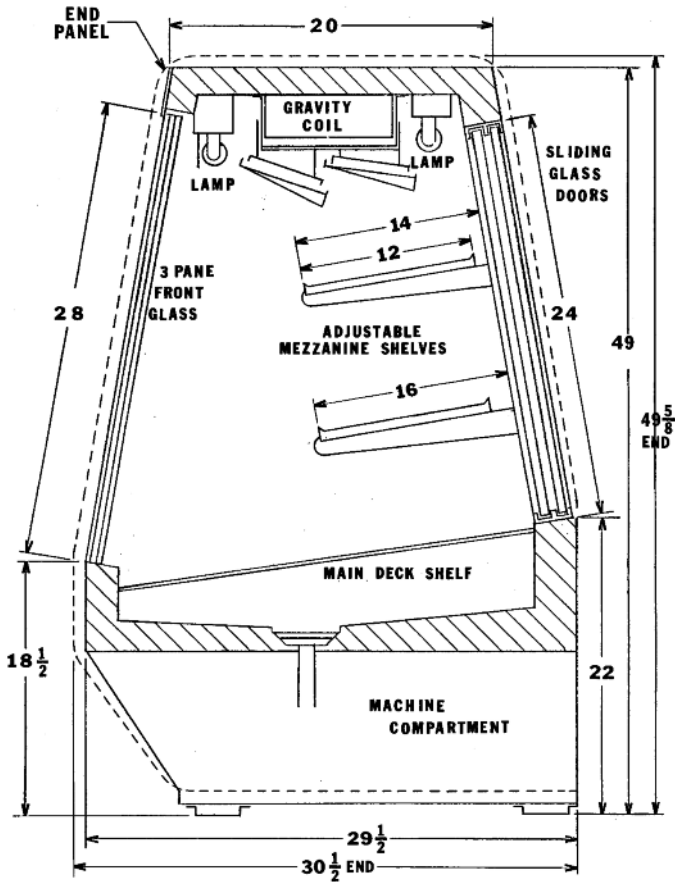 END
PANEL
20
GRAVITY
COIL
LAMP
LAMP
SLIDING
GLASS
DOORS
14
12
3 PANE
FRONT
GLASS
28
24
ADJUSTABLE
MEZZANINE SHELVES
49
16
49 5/8
END
MAIN DECK SHELF
18 1/2
22
MACHINE
COMPARTMENT
29 1/2
30 1/2 END